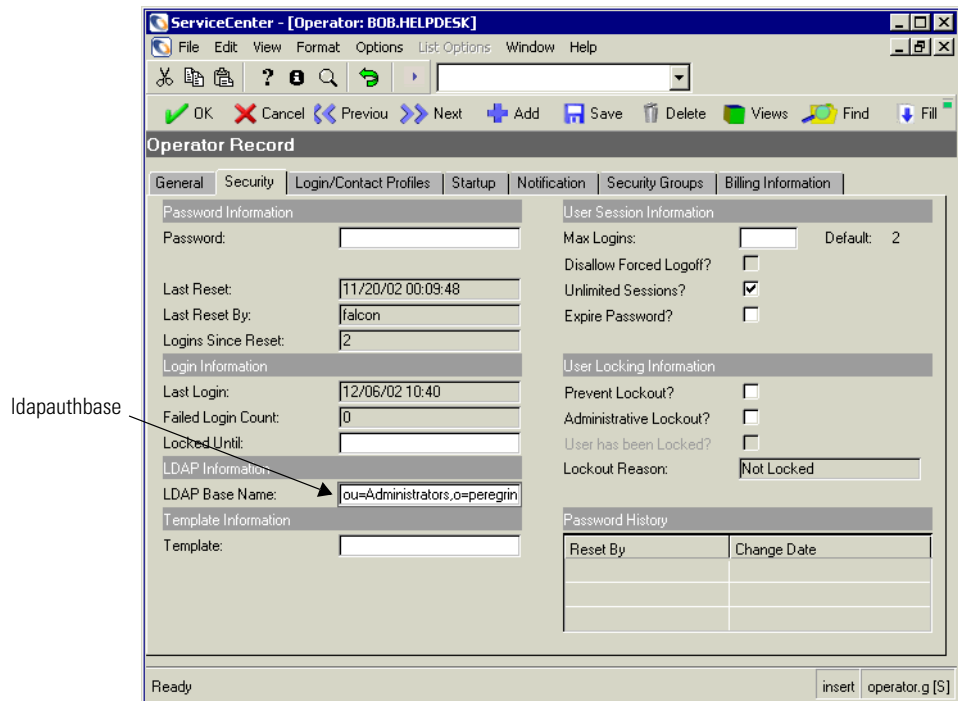 ServiceCenter - [Operator: BOB.HELPDESK]
File Edit View Format Options List Options Window Help
OK Cancel Previou Next Add Save Delete Views Find Fill
Operator Record
General Security Login/Contact Profiles Startup Notification Security Groups Billing Information
Password Information
Password:
Last Reset: 11/20/02 00:09:48
Last Reset By: falcon
Logins Since Reset: 2
Login Information
Last Login: 12/06/02 10:40
Failed Login Count: 0
Locked Until:
LDAP Information
LDAP Base Name: ou=Administrators,o=peregrin
Template Information
Template:
User Session Information
Max Logins: Default: 2
Disallow Forced Logoff?
Unlimited Sessions?
Expire Password?
User Locking Information
Prevent Lockout?
Administrative Lockout?
User has been Locked?
Lockout Reason: Not Locked
Password History
Reset By Change Date
ldapauthbase
Ready insert operator.g [S]